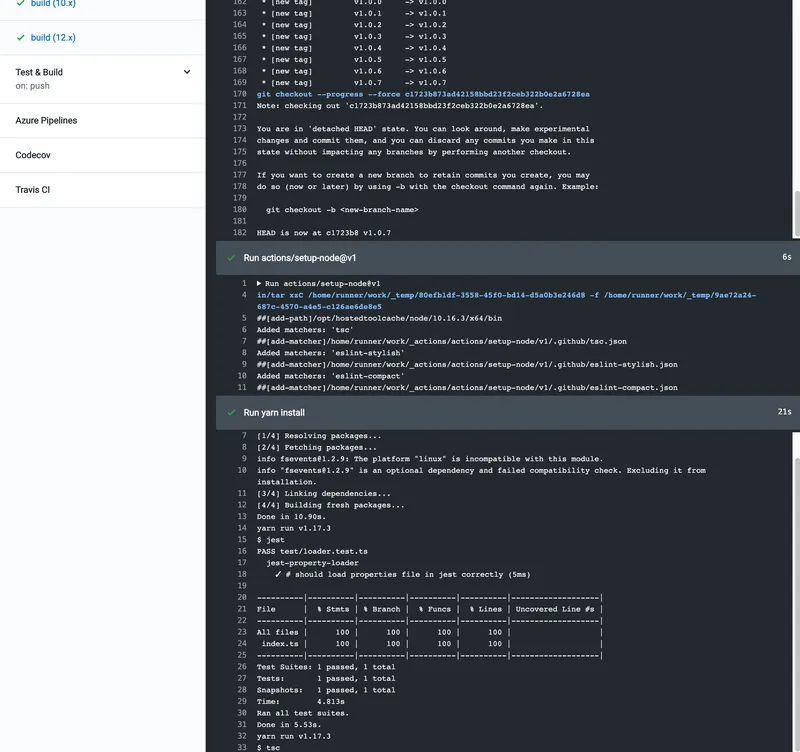 build (10.x)
build (12.x)
Test & Build
on: push
Azure Pipelines
Codecov
Travis CI
162 * [new tag] v1.0.0 -> v1.0.0
163 * [new tag] v1.0.1 -> v1.0.1
164 * [new tag] v1.0.2 -> v1.0.2
165 * [new tag] v1.0.3 -> v1.0.3
166 * [new tag] v1.0.4 -> v1.0.4
167 * [new tag] v1.0.5 -> v1.0.5
168 * [new tag] v1.0.6 -> v1.0.6
169 * [new tag] v1.0.7 -> v1.0.7
170 git checkout --progress --force c1723b873ad42158bbd23f2ceb322b0e2a6728ea
171 Note: checking out 'c1723b873ad42158bbd23f2ceb322b0e2a6728ea'.
172
173 You are in 'detached HEAD' state. You can look around, make experimental
174 changes and commit them, and you can discard any commits you make in this
175 state without impacting any branches by performing another checkout.
176
177 If you want to create a new branch to retain commits you create, you may
178 do so (now or later) by using -b with the checkout command again. Example:
179
180 git checkout -b <new-branch-name>
181
182 HEAD is now at c1723b8 v1.0.7
Run actions/setup-node@v1 6s
1 ▶ Run actions/setup-node@v1
4 in/tar xzC /home/runner/work/_temp/80efb1df-3558-45f0-bd14-d5a0b3e246d8 -f /home/runner/work/_temp/9ae72a24-
687c-4570-a4e5-c126ae6de8e5
5 ##[add-path]/opt/hostedtoolcache/node/10.16.3/x64/bin
6 Added matchers: 'tsc'
7 ##[add-matcher]/home/runner/work/_actions/actions/setup-node/v1/.github/tsc.json
8 Added matchers: 'eslint-stylish'
9 ##[add-matcher]/home/runner/work/_actions/actions/setup-node/v1/.github/eslint-stylish.json
10 Added matchers: 'eslint-compact'
11 ##[add-matcher]/home/runner/work/_actions/actions/setup-node/v1/.github/eslint-compact.json
Run yarn install 21s
7 [1/4] Resolving packages...
8 [2/4] Fetching packages...
9 info fsevents@1.2.9: The platform "linux" is incompatible with this module.
10 info "fsevents@1.2.9" is an optional dependency and failed compatibility check. Excluding it from
installation.
11 [3/4] Linking dependencies...
12 [4/4] Building fresh packages...
13 Done in 10.90s.
14 yarn run v1.17.3
15 $ jest
16 PASS test/loader.test.ts
17 jest-property-loader
18 ✓ # should load properties file in jest correctly (5ms)
19
20 ----------|----------|----------|----------|----------|-------------------|
21 File | % Stmts | % Branch | % Funcs | % Lines | Uncovered Line #s |
22 ----------|----------|----------|----------|----------|-------------------|
23 All files | 100 | 100 | 100 | 100 | |
24 index.ts | 100 | 100 | 100 | 100 | |
25 ----------|----------|----------|----------|----------|-------------------|
26 Test Suites: 1 passed, 1 total
27 Tests: 1 passed, 1 total
28 Snapshots: 1 passed, 1 total
29 Time: 4.813s
30 Ran all test suites.
31 Done in 5.53s.
32 yarn run v1.17.3
33 $ tsc